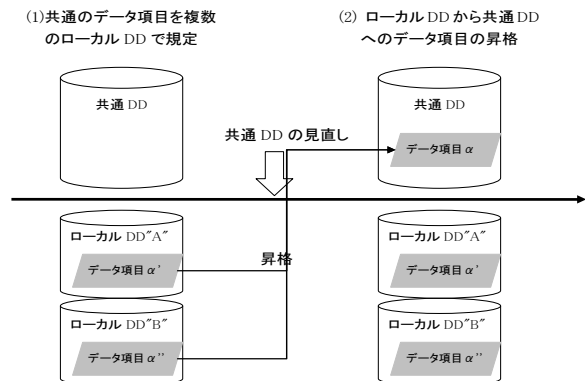 (1)共通のデータ項目を複数
のローカル DD で規定
(2) ローカル DD から共通 DD
へのデータ項目の昇格
共通 DD
共通 DD
共通 DD の見直し
データ項目 α
ローカル DD"A"
データ項目 α'
昇格
ローカル DD"A"
データ項目 α'
ローカル DD"B"
データ項目 α''
ローカル DD"B"
データ項目 α''